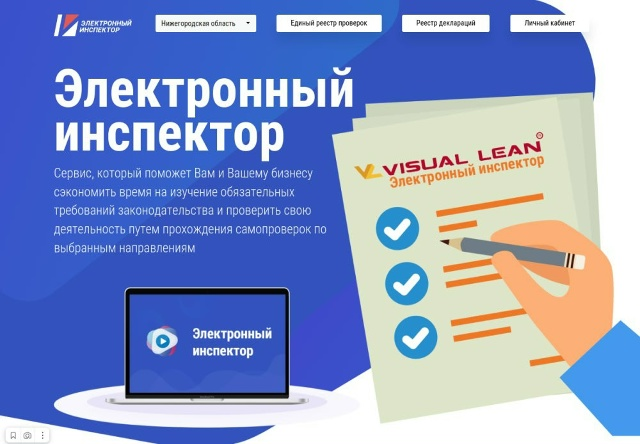 ЭЛЕКТРОННЫЙ
ИНСПЕКТОР
Нижегородская область
Единый реестр проверок
Реестр деклараций
Личный кабинет
Электронный
инспектор
Сервис, который поможет Вам и Вашему бизнесу
сэкономить время на изучение обязательных
требований законодательства и проверить свою
деятельность путем прохождения самопроверок по
выбранным направлениям
VL VISUAL LEAN®
Электронный инспектор
Электронный
инспектор